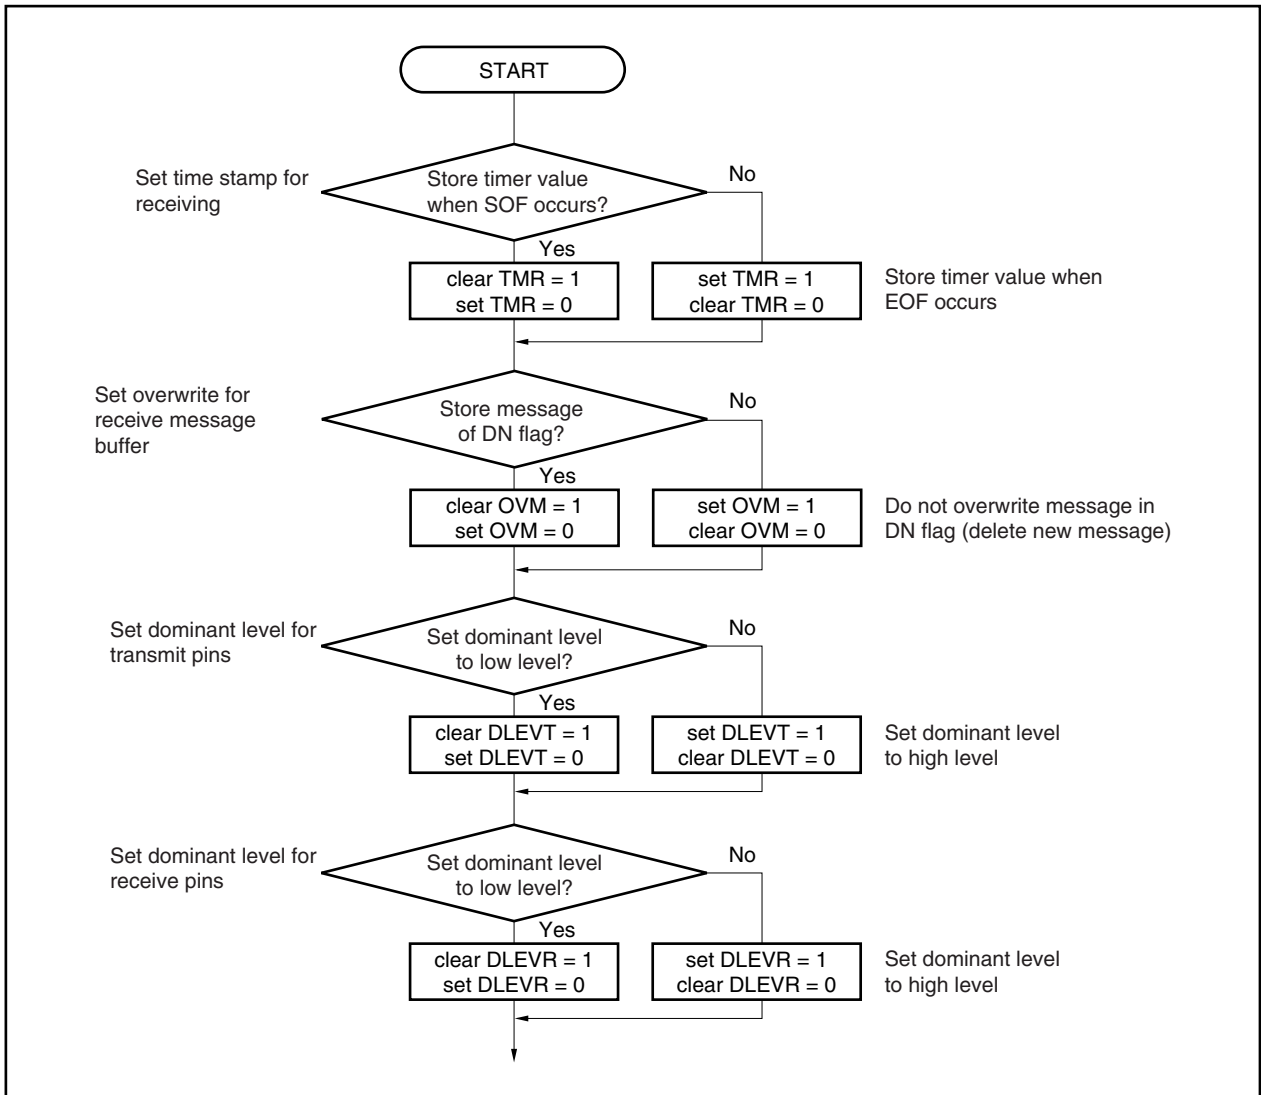 START
Set time stamp for
receiving
Store timer value
when SOF occurs?
No
Yes
clear TMR = 1
set TMR = 0
set TMR = 1
clear TMR = 0
Store timer value when
EOF occurs
Set overwrite for
receive message
buffer
Store message
of DN flag?
No
Yes
clear OVM = 1
set OVM = 0
set OVM = 1
clear OVM = 0
Do not overwrite message in
DN flag (delete new message)
Set dominant level for
transmit pins
Set dominant level
to low level?
No
Yes
clear DLEVT = 1
set DLEVT = 0
set DLEVT = 1
clear DLEVT = 0
Set dominant level
to high level
Set dominant level for
receive pins
Set dominant level
to low level?
No
Yes
clear DLEVR = 1
set DLEVR = 0
set DLEVR = 1
clear DLEVR = 0
Set dominant level
to high level